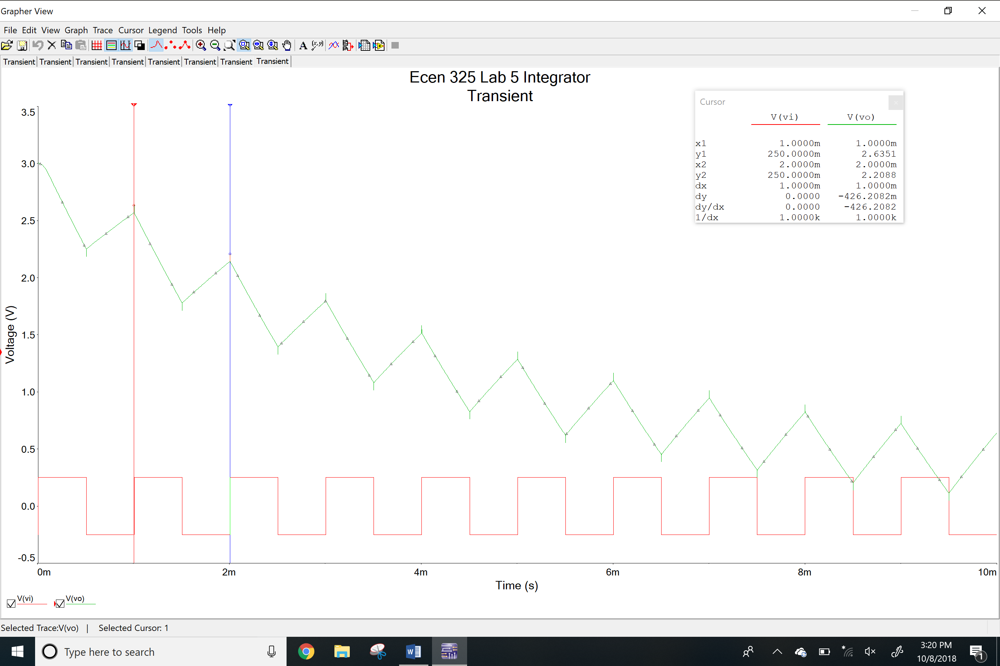 Grapher View
File Edit View Graph Trace Cursor Legend Tools Help
Transient Transient Transient Transient Transient Transient Transient Transient
Ecen 325 Lab 5 Integrator
Transient
Cursor
V(vi) V(vo)
x1 1.0000m 1.0000m
y1 250.0000m 2.6351
x2 2.0000m 2.0000m
y2 250.0000m 2.2088
dx 1.0000m 1.0000m
dy 0.0000 -426.2082m
dy/dx 0.0000 -426.2082
1/dx 1.0000k 1.0000k
3.5
3.0
2.5
2.0
1.5
1.0
0.5
0.0
-0.5
Voltage (V)
0m 2m 4m 6m 8m 10m
Time (s)
V(vi) V(vo)
Selected Trace:V(vo) | Selected Cursor: 1
Type here to search
3:20 PM
10/8/2018
1